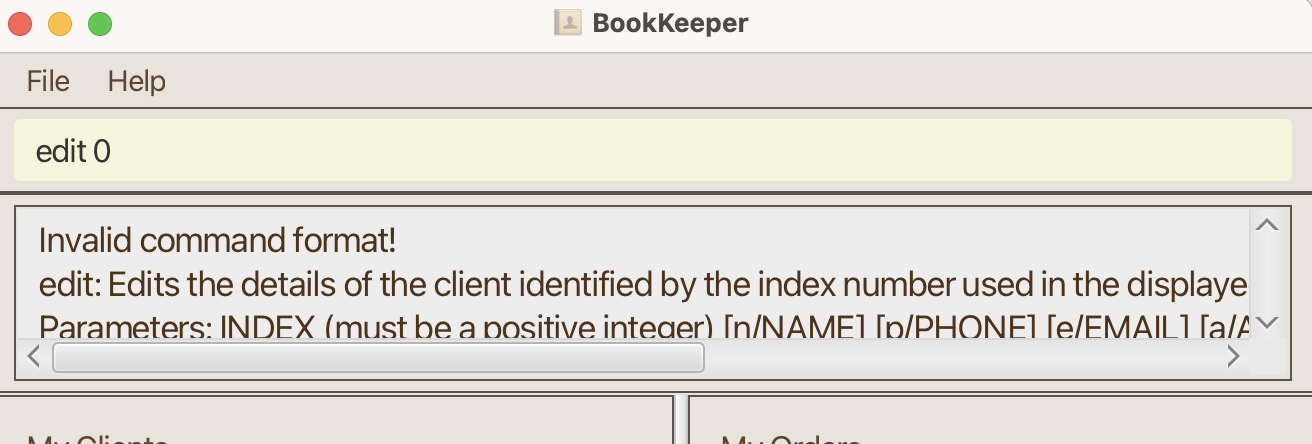 BookKeeper
File Help
edit 0
Invalid command format!
edit: Edits the details of the client identified by the index number used in the displaye
Parameters: INDEX (must be a positive integer) [n/NAME] [p/PHONE] [e/EMAIL] [a/A
My Clients My Orders